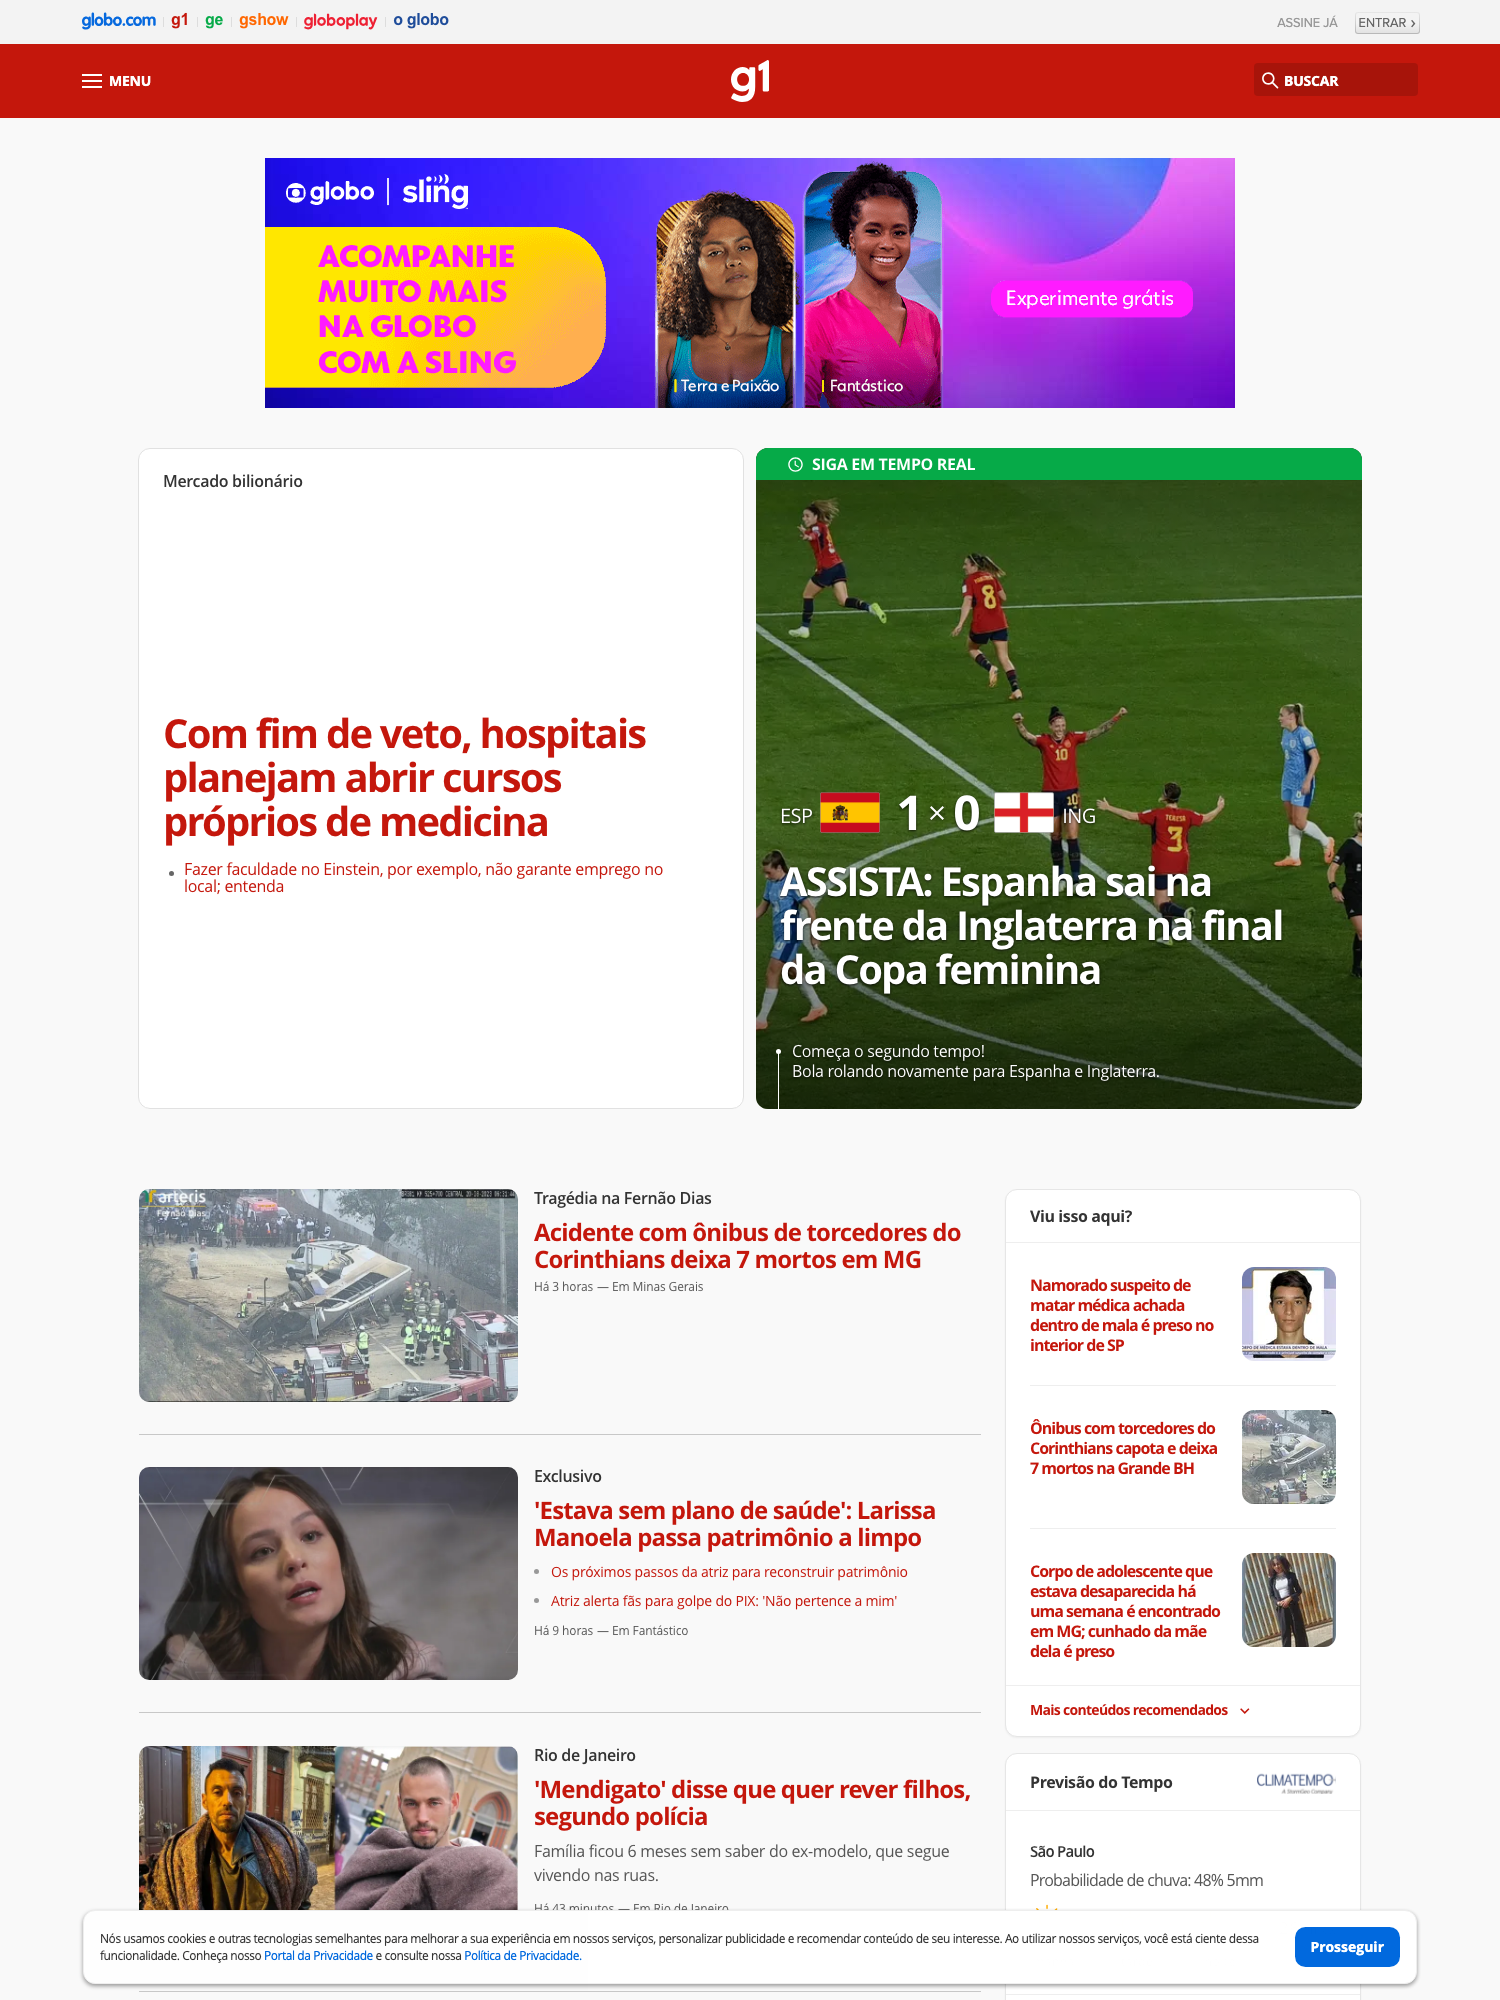 globo.com g1 ge gshow globoplay o globo
ASSINE JÁ ENTRAR ›
MENU
g1
BUSCAR
globo | sling
ACOMPANHE
MUITO MAIS
NA GLOBO
COM A SLING
Terra e Paixão
Fantástico
Experimente grátis
Mercado bilionário
Com fim de veto, hospitais
planejam abrir cursos
próprios de medicina
Fazer faculdade no Einstein, por exemplo, não garante emprego no
local; entenda
SIGA EM TEMPO REAL
ESP 1 × 0 ING
ASSISTA: Espanha sai na
frente da Inglaterra na final
da Copa feminina
Começa o segundo tempo!
Bola rolando novamente para Espanha e Inglaterra.
8
10
10
3
arteris
Fernão Dias
Tragédia na Fernão Dias
Acidente com ônibus de torcedores do
Corinthians deixa 7 mortos em MG
Há 3 horas — Em Minas Gerais
Exclusivo
'Estava sem plano de saúde': Larissa
Manoela passa patrimônio a limpo
Os próximos passos da atriz para reconstruir patrimônio
Atriz alerta fãs para golpe do PIX: 'Não pertence a mim'
Há 9 horas — Em Fantástico
Rio de Janeiro
'Mendigato' disse que quer rever filhos,
segundo polícia
Família ficou 6 meses sem saber do ex-modelo, que segue
vivendo nas ruas.
Há 43 minutos — Em Rio de Janeiro
Viu isso aqui?
Namorado suspeito de
matar médica achada
dentro de mala é preso no
interior de SP
Ônibus com torcedores do
Corinthians capota e deixa
7 mortos na Grande BH
Corpo de adolescente que
estava desaparecida há
uma semana é encontrado
em MG; cunhado da mãe
dela é preso
Mais conteúdos recomendados
Previsão do Tempo
CLIMATEMPO
A StormGeo Company
São Paulo
Probabilidade de chuva: 48% 5mm
Nós usamos cookies e outras tecnologias semelhantes para melhorar a sua experiência em nossos serviços, personalizar publicidade e recomendar conteúdo de seu interesse. Ao utilizar nossos serviços, você está ciente dessa
funcionalidade. Conheça nosso Portal da Privacidade e consulte nossa Política de Privacidade.
Prosseguir